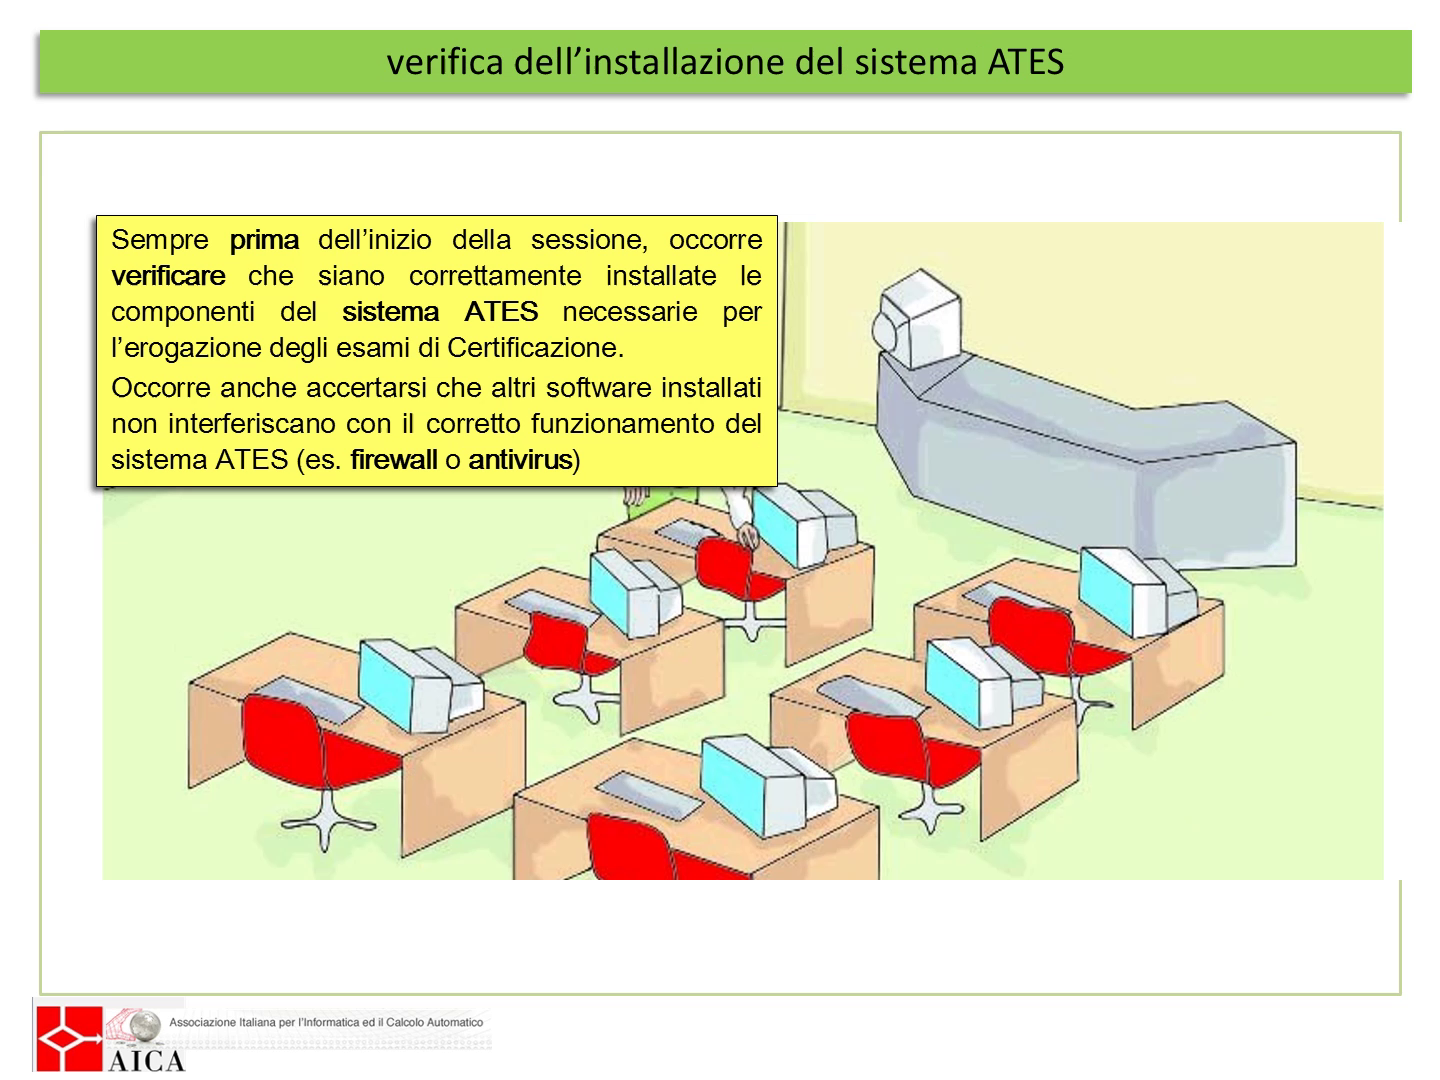 verifica dell’installazione del sistema ATES
Sempre prima dell’inizio della sessione, occorre
verificare che siano correttamente installate le
componenti del sistema ATES necessarie per
l’erogazione degli esami di Certificazione.
Occorre anche accertarsi che altri software installati
non interferiscano con il corretto funzionamento del
sistema ATES (es. firewall o antivirus)
Associazione Italiana per l'Informatica ed il Calcolo Automatico
AICA